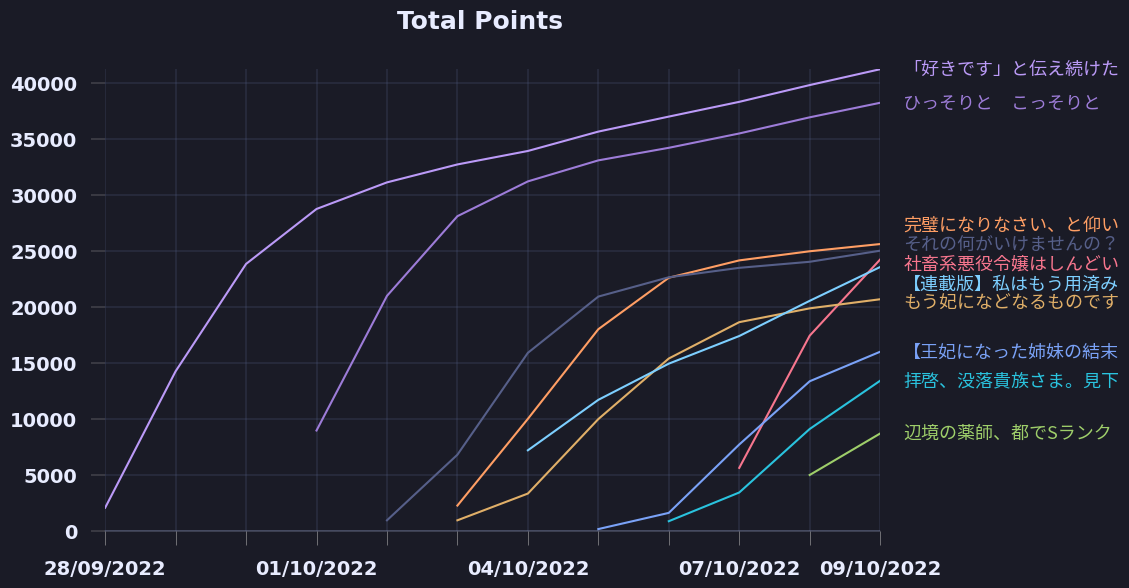 Total Points
40000
35000
30000
25000
20000
15000
10000
5000
0
28/09/2022
01/10/2022
04/10/2022
07/10/2022
09/10/2022
「好きです」と伝え続けた
ひっそりと　こっそりと
完璧になりなさい、と仰い
それの何がいけませんの？
社畜系悪役令嬢はしんどい
【連載版】私はもう用済み
もう妃になどなるものです
【王妃になった姉妹の結末
拝啓、没落貴族さま。見下
辺境の薬師、都でSランク